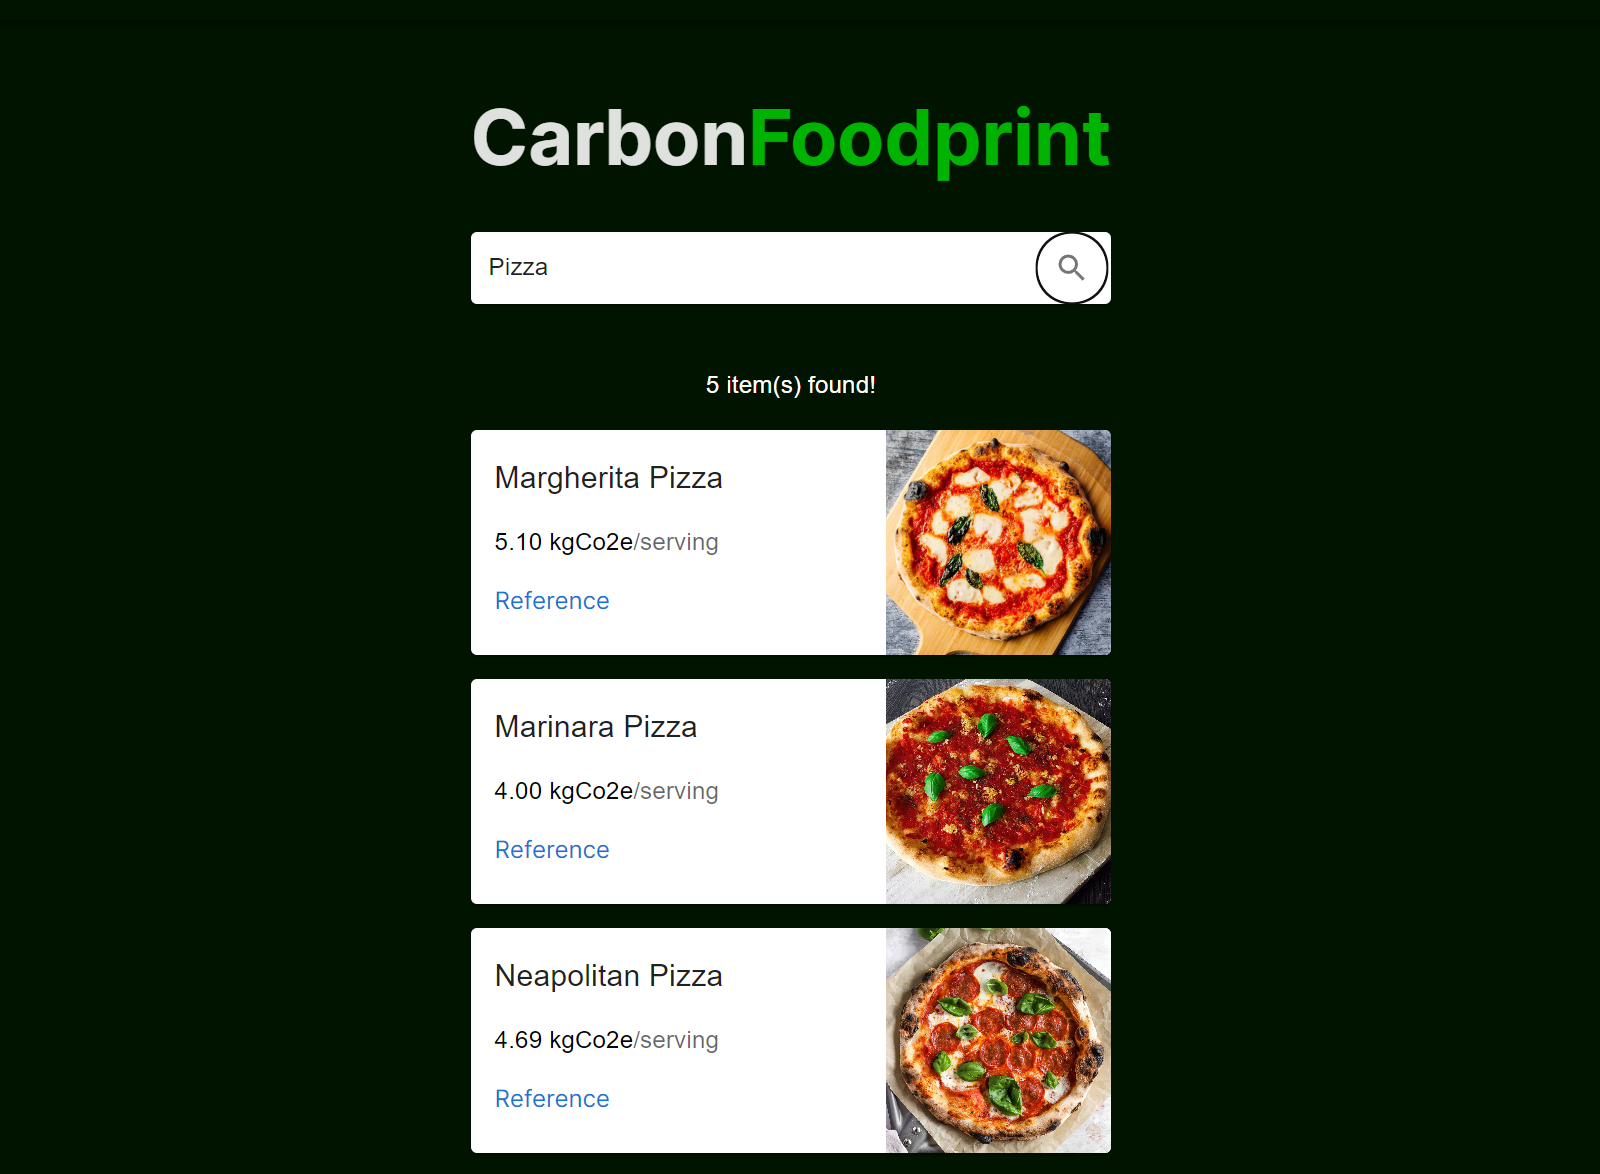 CarbonFoodprint
Pizza
5 item(s) found!
Margherita Pizza
5.10 kgCo2e/serving
Reference
Marinara Pizza
4.00 kgCo2e/serving
Reference
Neapolitan Pizza
4.69 kgCo2e/serving
Reference